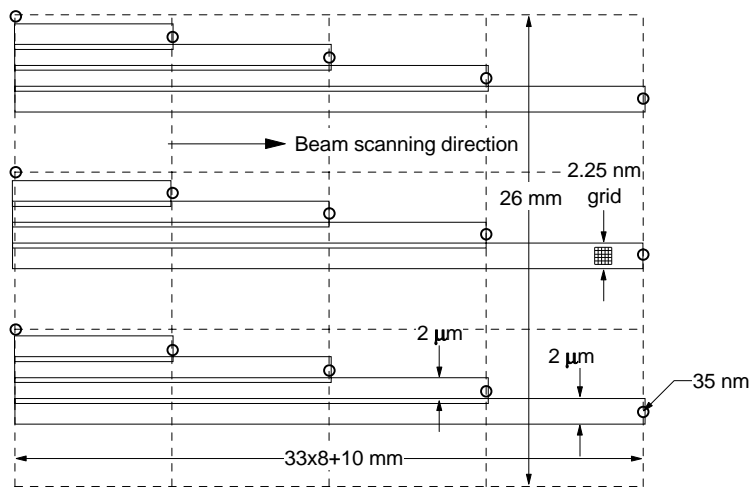 Beam scanning direction
2.25 nm
grid
26 mm
2 μm
2 μm
35 nm
33x8+10 mm